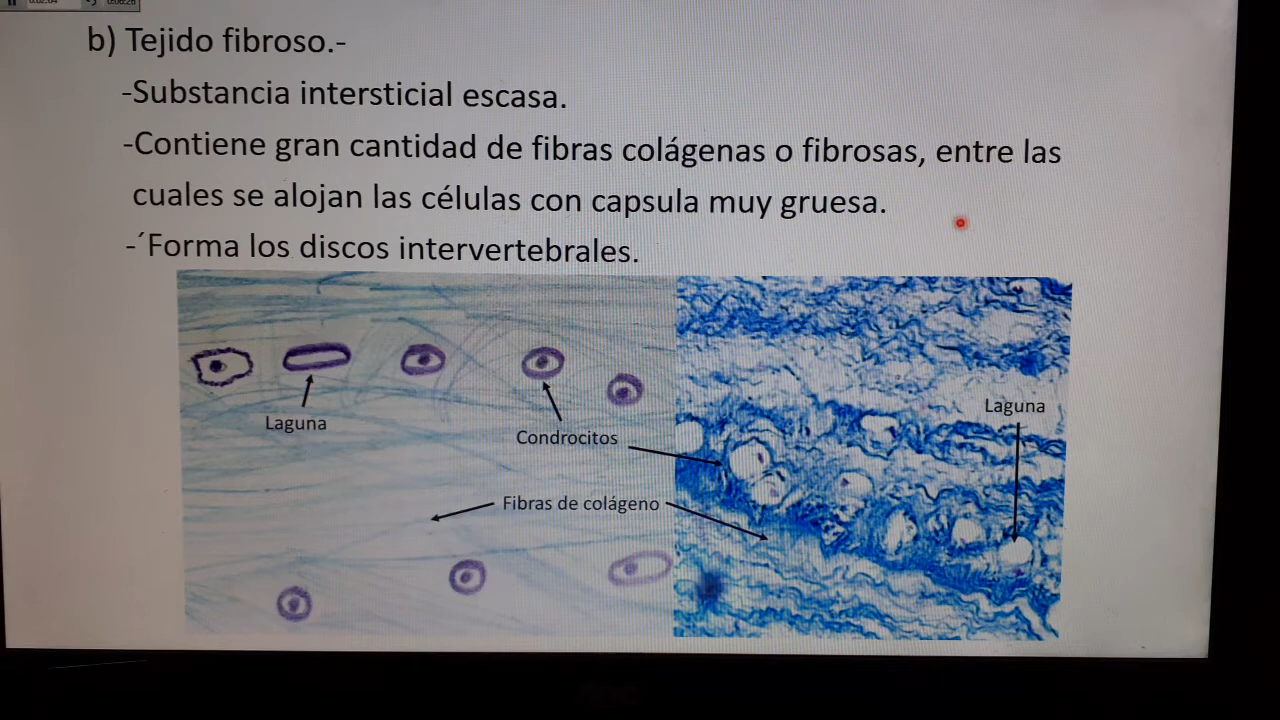 b) Tejido fibroso.-
-Substancia intersticial escasa.
-Contiene gran cantidad de fibras colágenas o fibrosas, entre las
cuales se alojan las células con capsula muy gruesa.
-´Forma los discos intervertebrales.
Laguna
Condrocitos
Fibras de colágeno
Laguna